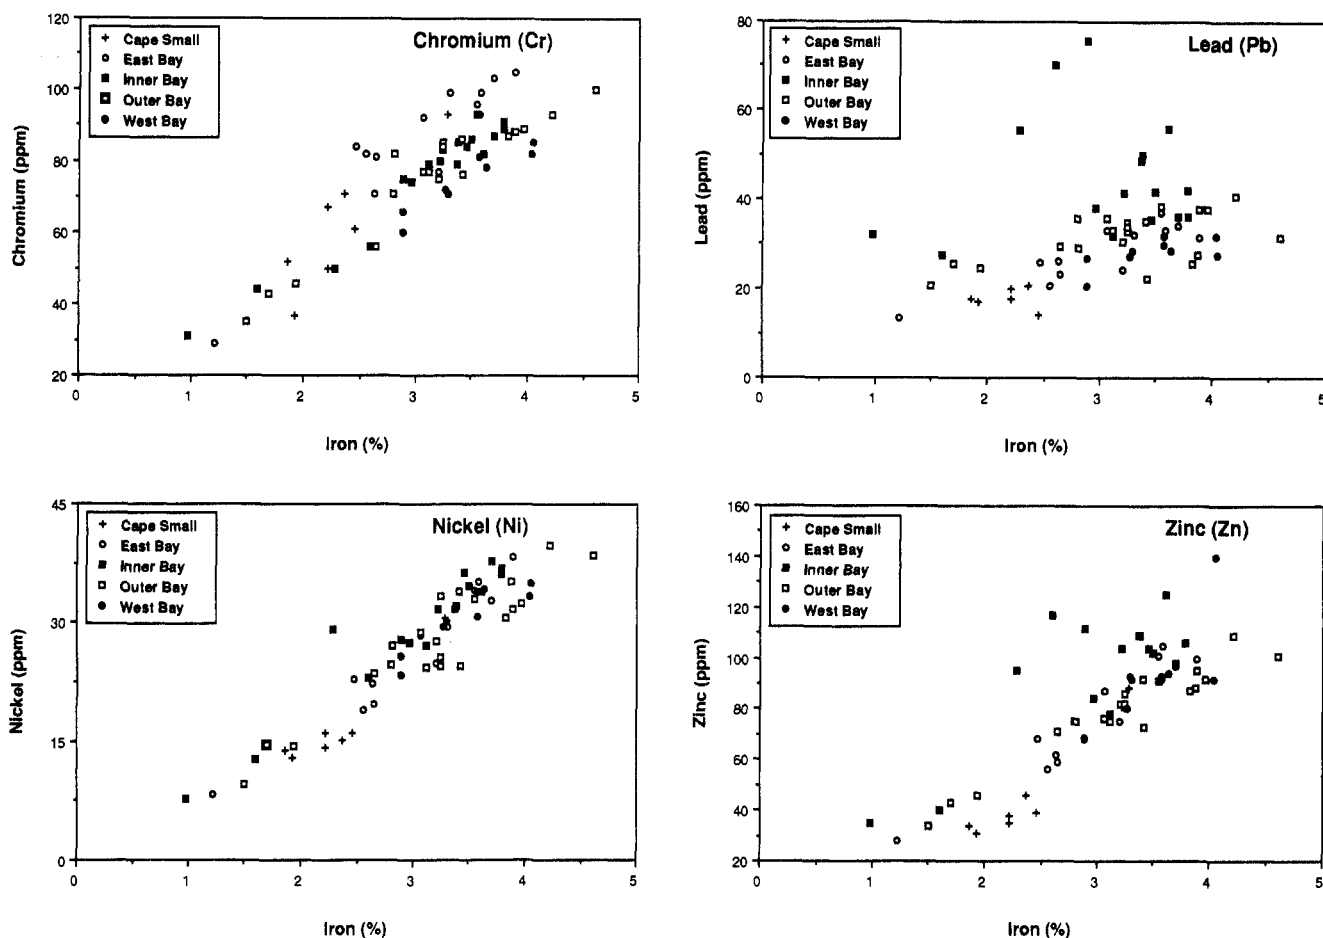 Chromium (Cr)
Cape Small
East Bay
Inner Bay
Outer Bay
West Bay
120
100
80
60
40
20
0
1
2
3
4
5
Chromium (ppm)
Iron (%)
Lead (Pb)
Cape Small
East Bay
Inner Bay
Outer Bay
West Bay
80
60
40
20
0
0
1
2
3
4
5
Lead (ppm)
Iron (%)
Nickel (Ni)
Cape Small
East Bay
Inner Bay
Outer Bay
West Bay
45
30
15
0
0
1
2
3
4
5
Nickel (ppm)
Iron (%)
Zinc (Zn)
Cape Small
East Bay
Inner Bay
Outer Bay
West Bay
160
140
120
100
80
60
40
20
0
1
2
3
4
5
Zinc (ppm)
Iron (%)